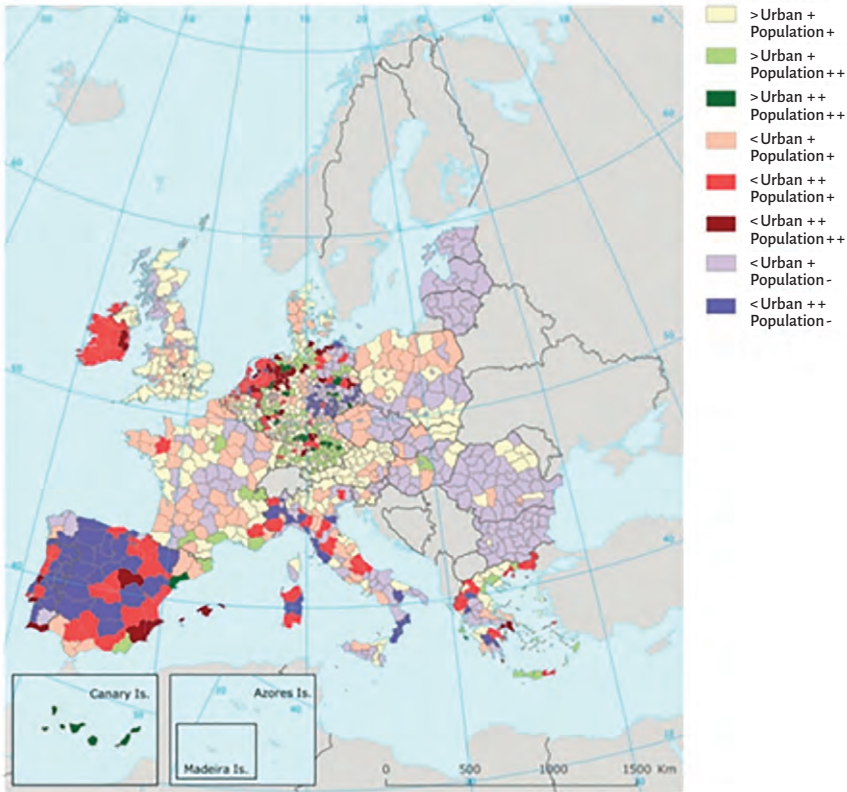 > Urban +
Population +
> Urban +
Population ++
> Urban ++
Population ++
< Urban +
Population +
< Urban ++
Population +
< Urban ++
Population ++
< Urban +
Population -
< Urban ++
Population -
Canary Is.
Azores Is.
Madeira Is.
0 500 1000 1500 Km